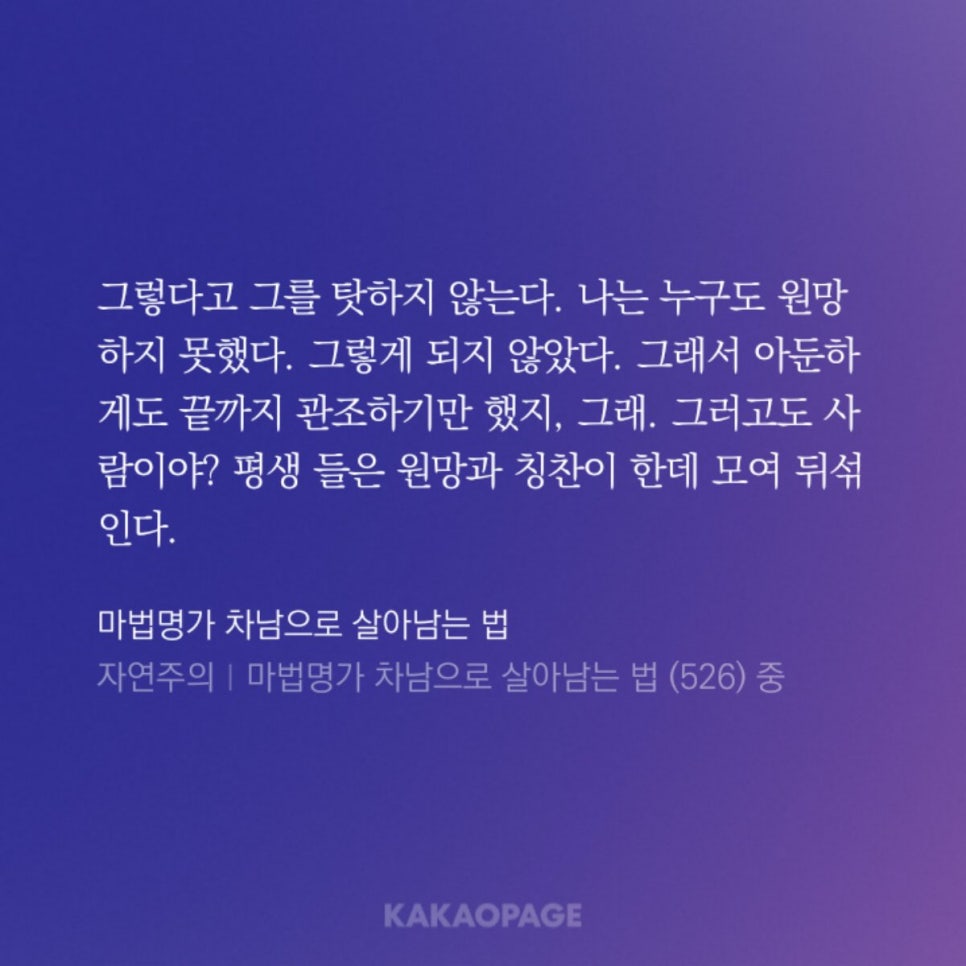 그렇다고 그를 탓하지 않는다. 나는 누구도 원망
하지 못했다. 그렇게 되지 않았다. 그래서 아둔하
게도 끝까지 관조하기만 했지, 그래. 그러고도 사
람이야? 평생 들은 원망과 칭찬이 한데 모여 뒤섞
인다.
마법명가 차남으로 살아남는 법
자연주의 | 마법명가 차남으로 살아남는 법 (526) 중
KAKAOPAGE